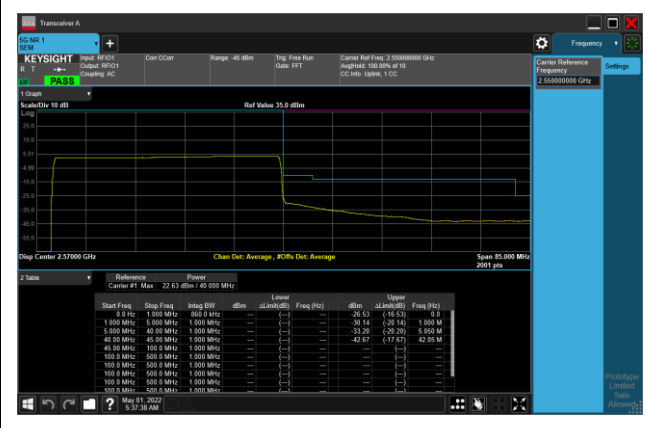 Transceiver A
5G NR 1
SEM
Frequency
KEYSIGHT
Input: RFIO1
Output: RFIO1
Coupling: AC
Corr CCorr
Range: -45 dBm
Trig: Free Run
Gate: FFT
Carrier Ref Freq: 2.550000000 GHz
Avg|Hold: 100.00% of 10
CC Info: Uplink, 1 CC
R T
PASS
Carrier Reference
Frequency
2.550000000 GHz
Settings
1 Graph
Scale/Div 10 dB
Ref Value 35.0 dBm
Log
25.0
15.0
5.01
-4.99
-15.0
-25.0
-35.0
-45.0
-55.0
Disp Center 2.57000 GHz
Chan Det: Average, #Offs Det: Average
Span 85.000 MHz
2001 pts
2 Table
Reference Power
Carrier #1 Max 22.63 dBm / 40.000 MHz
Lower Upper
Start Freq Stop Freq Integ BW dBm ΔLimit(dB) Freq (Hz) dBm ΔLimit(dB) Freq (Hz)
0.0 Hz 1.000 MHz 860.0 kHz --- (---) --- -26.53 (-16.53) 0.0
1.000 MHz 5.000 MHz 1.000 MHz --- (---) --- -30.14 (-20.14) 1.000 M
5.000 MHz 40.00 MHz 1.000 MHz --- (---) --- -33.20 (-20.20) 5.050 M
40.00 MHz 45.00 MHz 1.000 MHz --- (---) --- -42.67 (-17.67) 42.05 M
45.00 MHz 100.0 MHz 1.000 MHz --- (---) --- --- (---) ---
100.0 MHz 500.0 MHz 1.000 MHz --- (---) --- --- (---) ---
100.0 MHz 500.0 MHz 1.000 MHz --- (---) --- --- (---) ---
100.0 MHz 500.0 MHz 1.000 MHz --- (---) --- --- (---) ---
100.0 MHz 500.0 MHz 1.000 MHz --- (---) --- --- (---) ---
May 01, 2022
5:37:38 AM
Prototype
Limited
Sale
Allowed